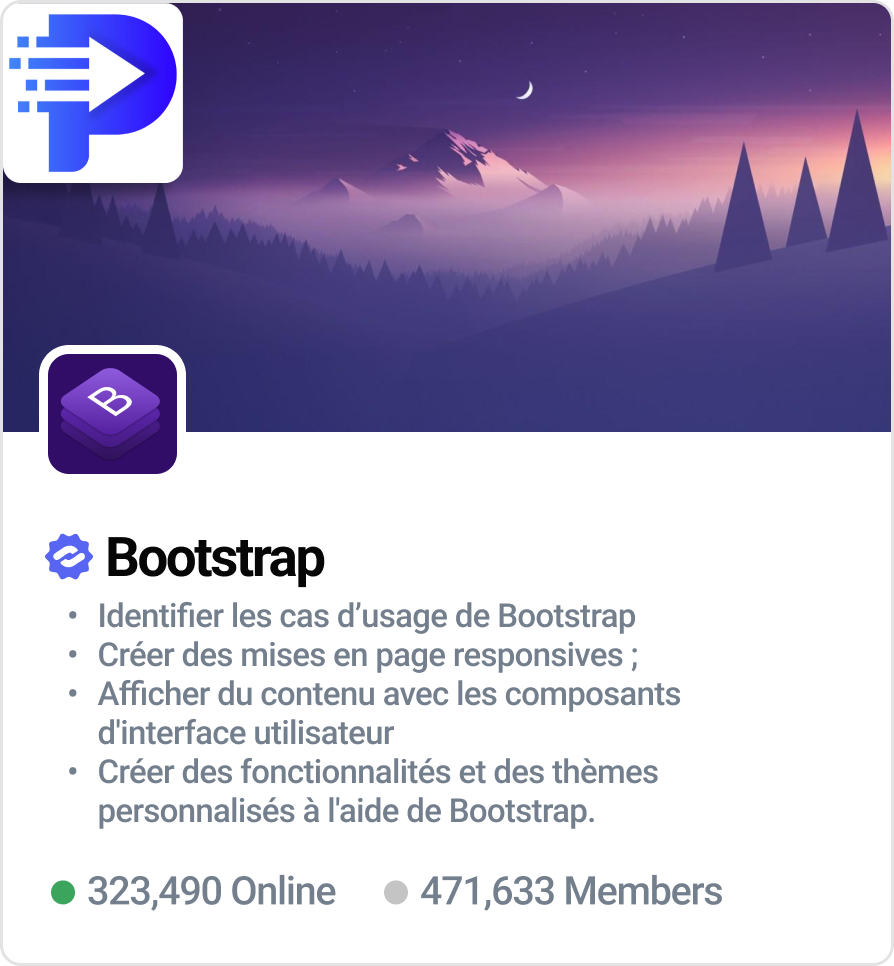 P
B
Bootstrap
• Identifier les cas d’usage de Bootstrap
• Créer des mises en page responsives ;
• Afficher du contenu avec les composants
d'interface utilisateur
• Créer des fonctionnalités et des thèmes
personnalisés à l'aide de Bootstrap.
323,490 Online 471,633 Members